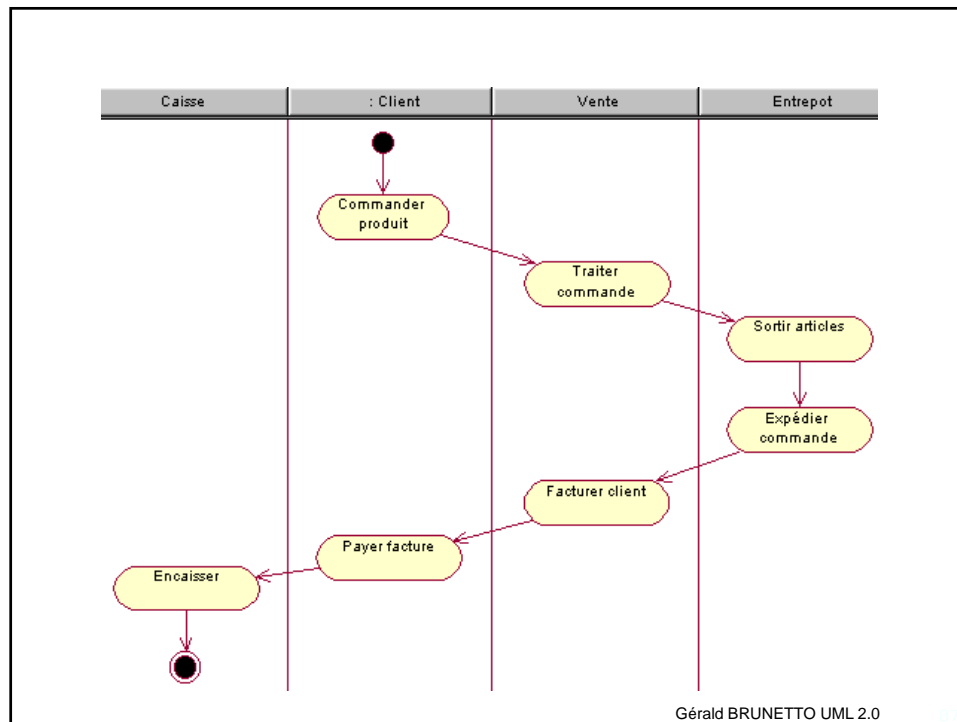 Caisse
: Client
Vente
Entrepot
Commander
produit
Traiter
commande
Sortir articles
Expédier
commande
Facturer client
Payer facture
Encaisser
Gérald BRUNETTO UML 2.0